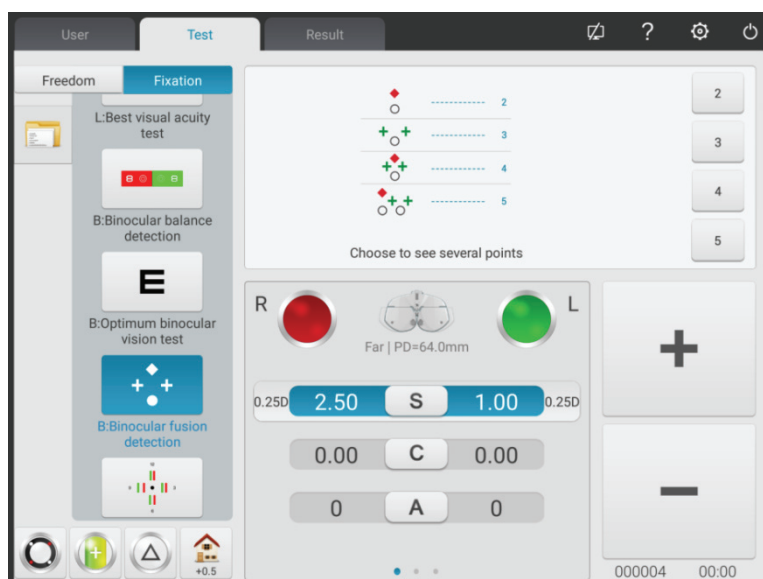 User
Test
Result
?
Freedom
Fixation
L:Best visual acuity
test
B:Binocular balance
detection
E
B:Optimum binocular
vision test
B:Binocular fusion
detection
+0.5
2
3
4
5
Choose to see several points
2
3
4
5
R
L
Far | PD=64.0mm
0.25D 2.50 S 1.00 0.25D
0.00 C 0.00
0 A 0
+
−
000004 00:00